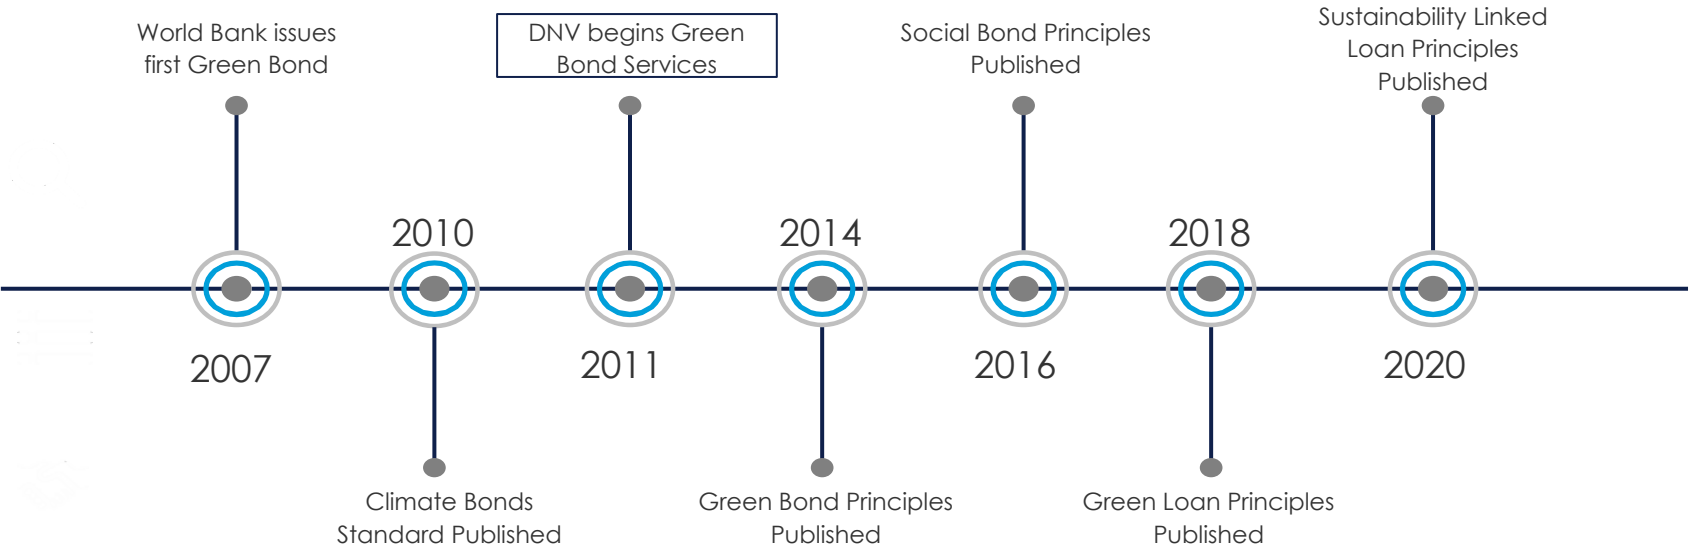 World Bank issues
first Green Bond
DNV begins Green
Bond Services
Social Bond Principles
Published
Sustainability Linked
Loan Principles
Published
2010
2014
2018
2007
2011
2016
2020
Climate Bonds
Standard Published
Green Bond Principles
Published
Green Loan Principles
Published